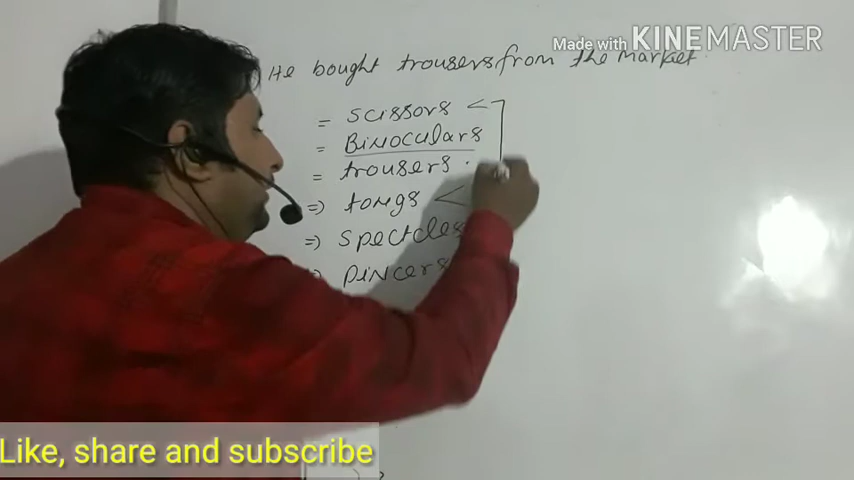 Made with KINEMASTER
He bought trousers from the market.
= scissors <
= Binoculars
= trousers .
=> tongs <
=> spectcles
=> pincers
Like, share and subscribe